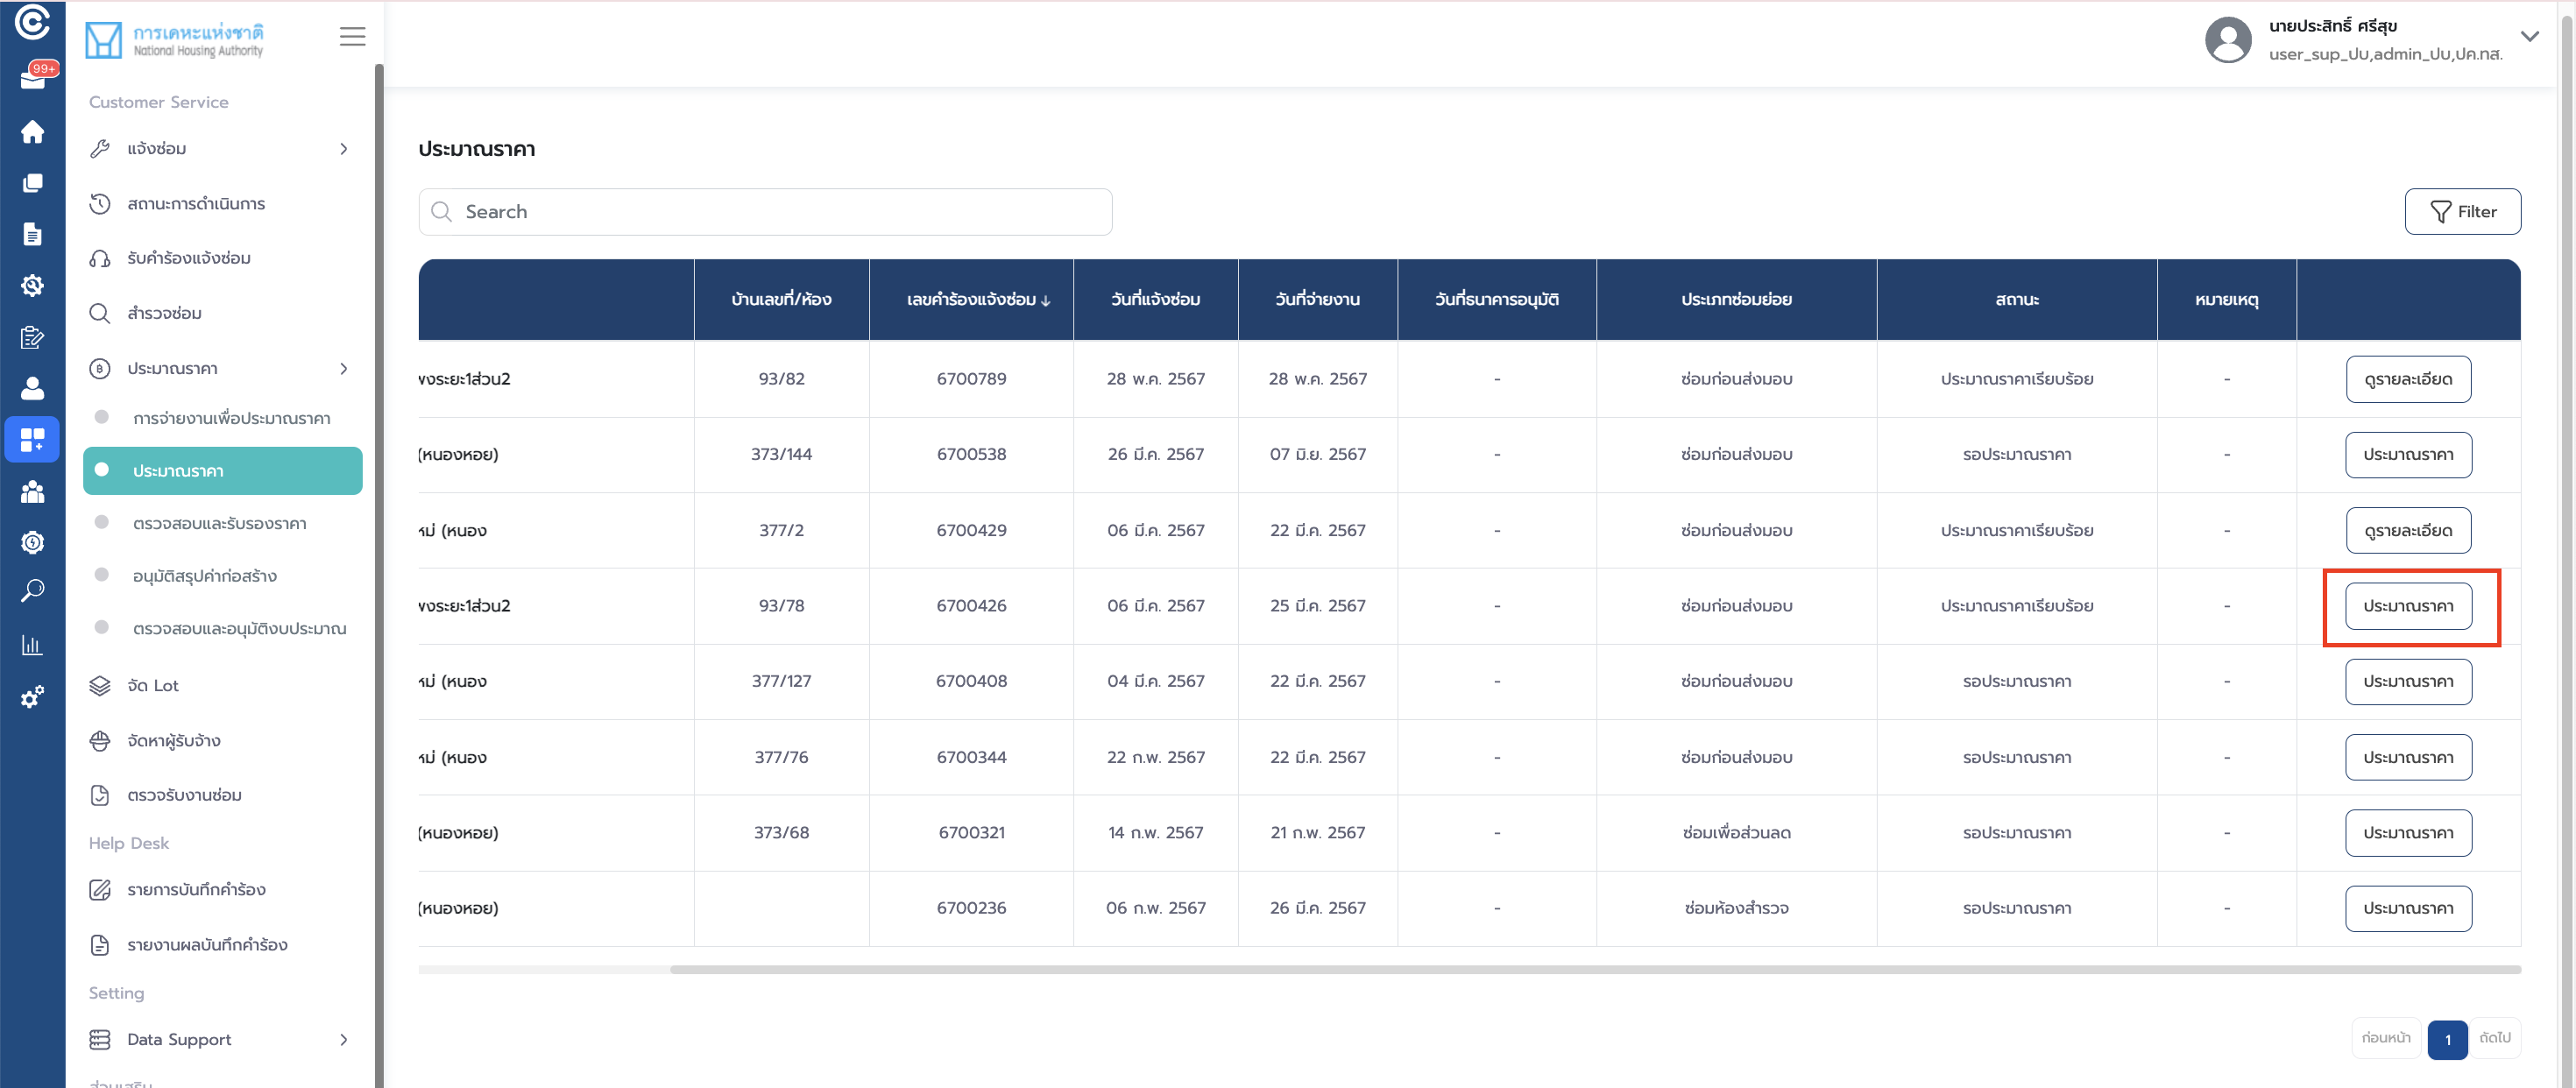 99+
การเคหะแห่งชาติ
National Housing Authority
นายประสิทธิ์ ศรีสุข
user_sup_ปบ,admin_ปบ,ปค.ทส.
Customer Service
แจ้งซ่อม
สถานะการดำเนินการ
รับคำร้องแจ้งซ่อม
สำรวจซ่อม
ประมาณราคา
การจ่ายงานเพื่อประมาณราคา
ประมาณราคา
ตรวจสอบและรับรองราคา
อนุมัติสรุปค่าก่อสร้าง
ตรวจสอบและอนุมัติงบประมาณ
จัด Lot
จัดหาผู้รับจ้าง
ตรวจรับงานซ่อม
Help Desk
รายการบันทึกคำร้อง
รายงานผลบันทึกคำร้อง
Setting
Data Support
ส่วนเสริม
ประมาณราคา
Search
Filter
บ้านเลขที่/ห้อง เลขคำร้องแจ้งซ่อม ↓ วันที่แจ้งซ่อม วันที่จ่ายงาน วันที่ธนาคารอนุมัติ ประเภทซ่อมย่อย สถานะ หมายเหตุ
พงระยะ1ส่วน2 93/82 6700789 28 พ.ค. 2567 28 พ.ค. 2567 - ซ่อมก่อนส่งมอบ ประมาณราคาเรียบร้อย - ดูรายละเอียด
(หนองหอย) 373/144 6700538 26 มี.ค. 2567 07 มิ.ย. 2567 - ซ่อมก่อนส่งมอบ รอประมาณราคา - ประมาณราคา
หม่ (หนอง 377/2 6700429 06 มี.ค. 2567 22 มี.ค. 2567 - ซ่อมก่อนส่งมอบ ประมาณราคาเรียบร้อย - ดูรายละเอียด
พงระยะ1ส่วน2 93/78 6700426 06 มี.ค. 2567 25 มี.ค. 2567 - ซ่อมก่อนส่งมอบ ประมาณราคาเรียบร้อย - ประมาณราคา
หม่ (หนอง 377/127 6700408 04 มี.ค. 2567 22 มี.ค. 2567 - ซ่อมก่อนส่งมอบ รอประมาณราคา - ประมาณราคา
หม่ (หนอง 377/76 6700344 22 ก.พ. 2567 22 มี.ค. 2567 - ซ่อมก่อนส่งมอบ รอประมาณราคา - ประมาณราคา
(หนองหอย) 373/68 6700321 14 ก.พ. 2567 21 ก.พ. 2567 - ซ่อมเพื่อส่วนลด รอประมาณราคา - ประมาณราคา
(หนองหอย) 6700236 06 ก.พ. 2567 26 มี.ค. 2567 - ซ่อมห้องสำรวจ รอประมาณราคา - ประมาณราคา
ก่อนหน้า 1 ถัดไป